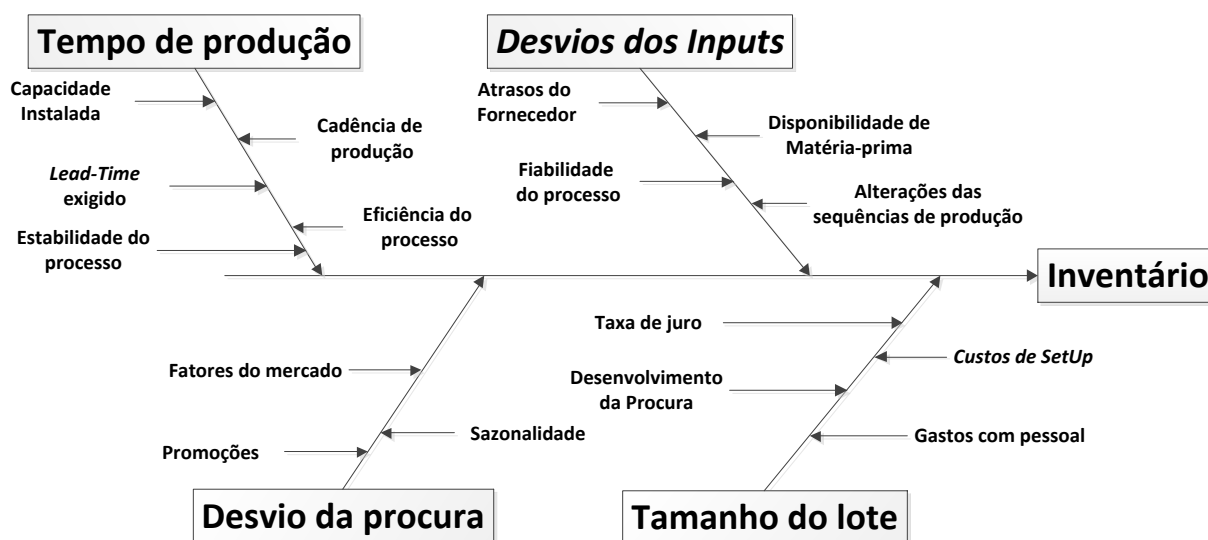 Tempo de produção
Capacidade
Instalada
Cadência de
produção
Lead-Time
exigido
Eficiência do
processo
Estabilidade do
processo
Desvios dos Inputs
Atrasos do
Fornecedor
Disponibilidade de
Matéria-prima
Fiabilidade
do processo
Alterações das
sequências de produção
Inventário
Fatores do mercado
Sazonalidade
Promoções
Desvio da procura
Taxa de juro
Custos de SetUp
Desenvolvimento
da Procura
Gastos com pessoal
Tamanho do lote